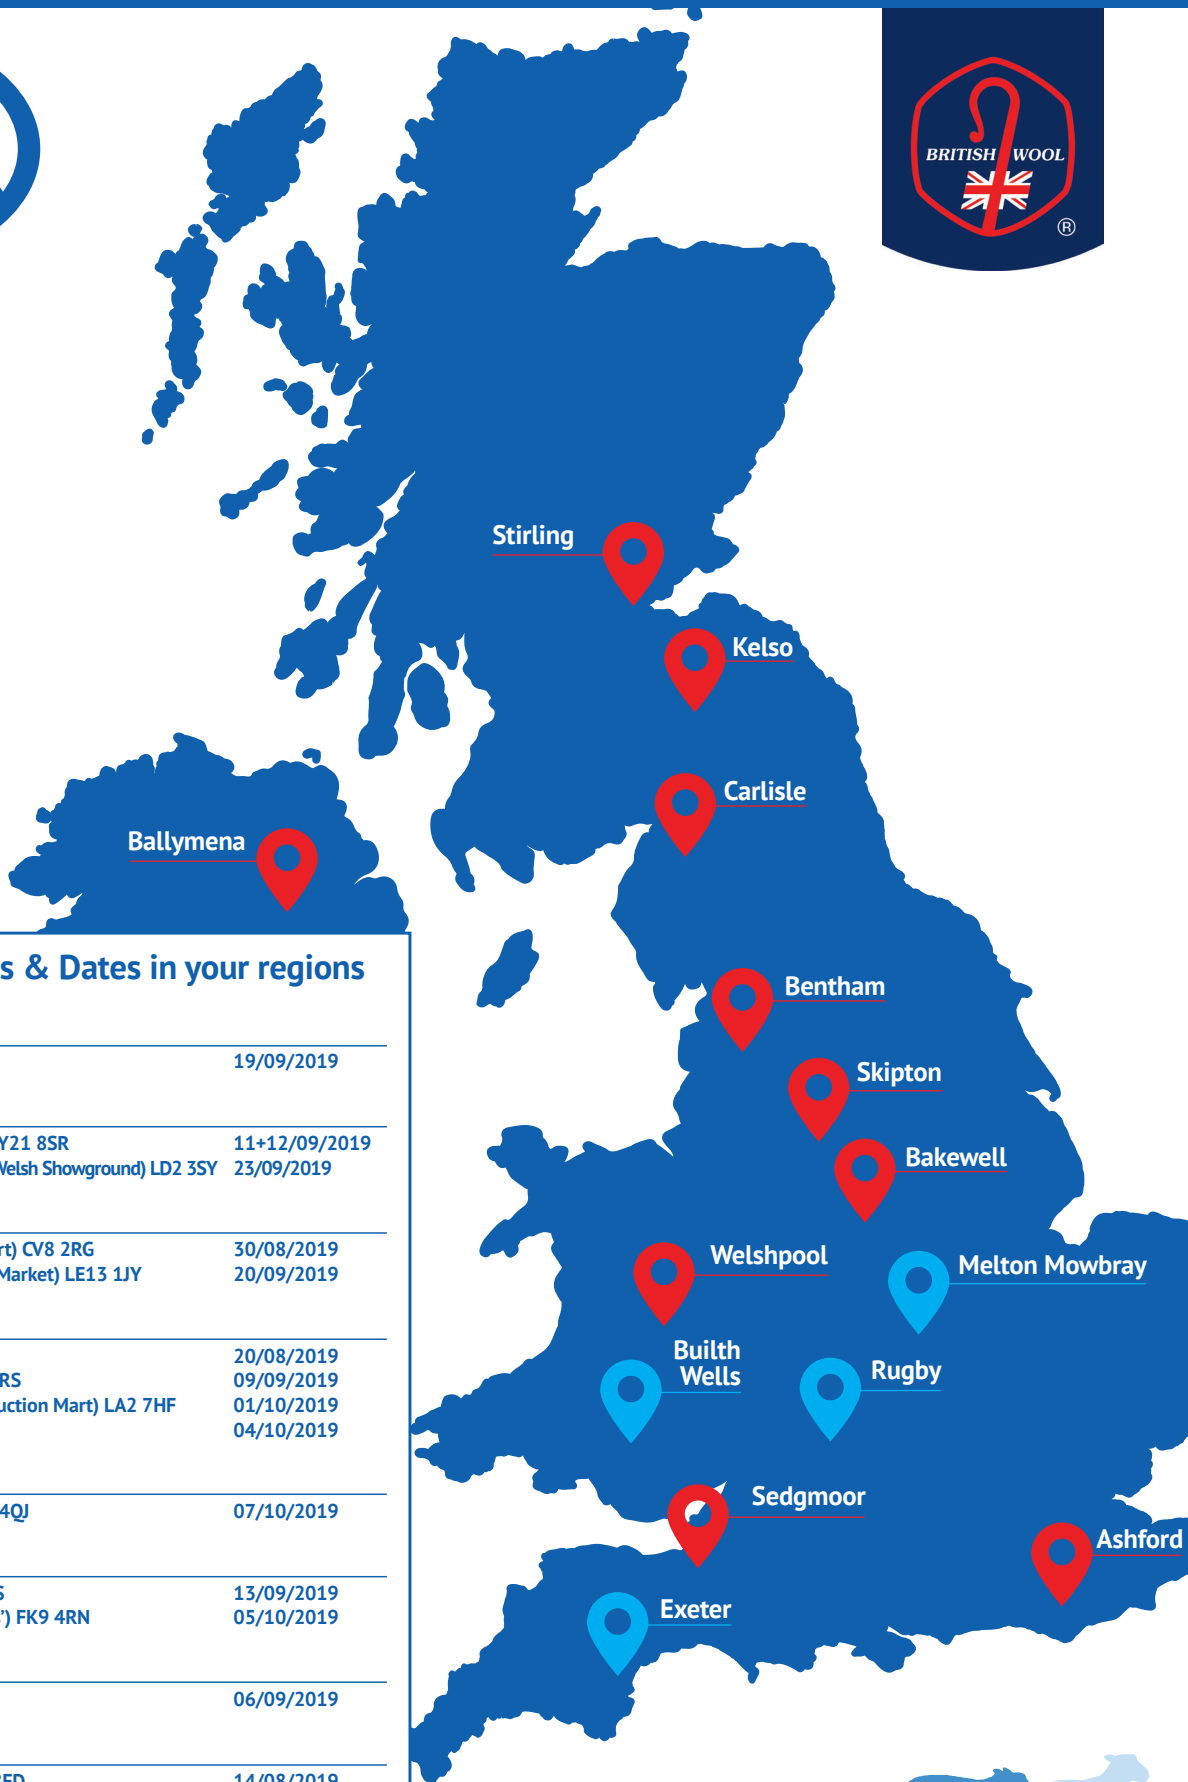 BRITISH WOOL
®
Stirling
Kelso
Carlisle
Ballymena
Bentham
Skipton
Bakewell
Welshpool
Melton Mowbray
Builth
Wells
Rugby
Sedgmoor
Ashford
Exeter
s & Dates in your regions
19/09/2019
Y21 8SR 11+12/09/2019
Welsh Showground) LD2 3SY 23/09/2019
rt) CV8 2RG 30/08/2019
Market) LE13 1JY 20/09/2019
20/08/2019
RS 09/09/2019
uction Mart) LA2 7HF 01/10/2019
04/10/2019
4QJ 07/10/2019
S 13/09/2019
') FK9 4RN 05/10/2019
06/09/2019
14/08/2019